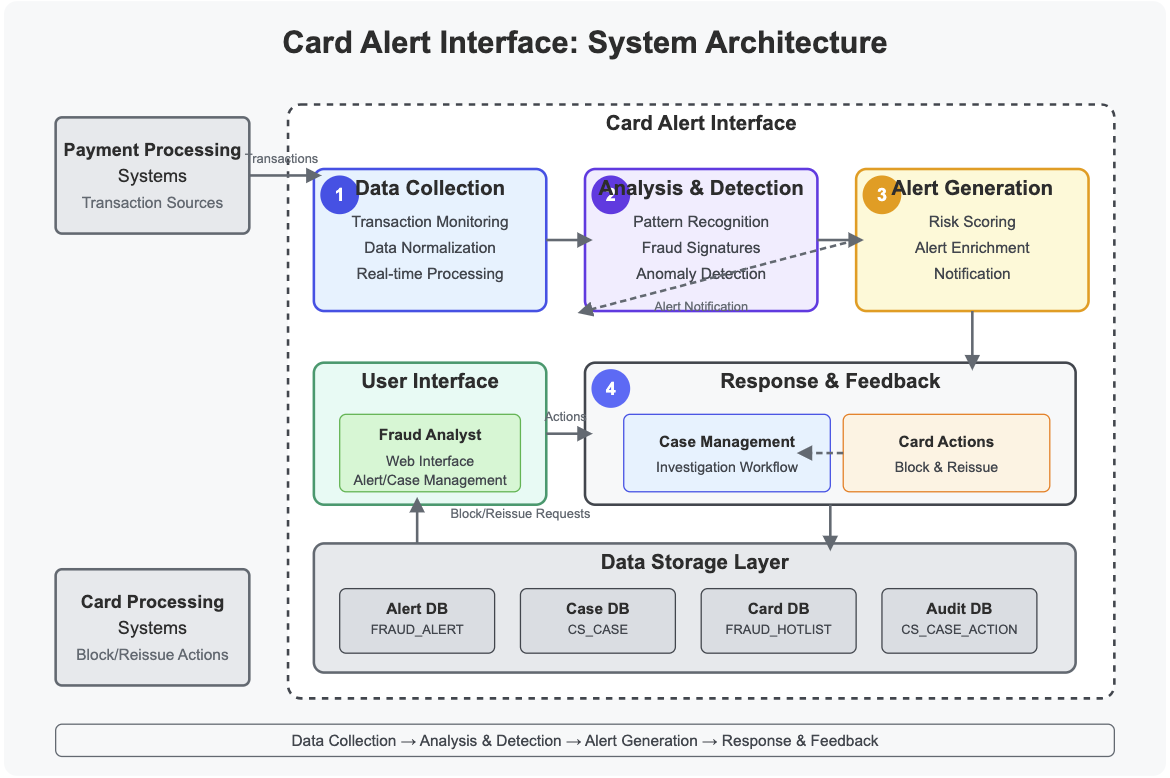 Card Alert Interface: System Architecture
Card Alert Interface
Payment Processing
Systems
Transaction Sources
Transactions
1
Data Collection
Transaction Monitoring
Data Normalization
Real-time Processing
2
Analysis & Detection
Pattern Recognition
Fraud Signatures
Anomaly Detection
Alert Notification
3
Alert Generation
Risk Scoring
Alert Enrichment
Notification
User Interface
Fraud Analyst
Web Interface
Alert/Case Management
Actions
4
Response & Feedback
Case Management
Investigation Workflow
Card Actions
Block & Reissue
Block/Reissue Requests
Data Storage Layer
Alert DB
FRAUD_ALERT
Case DB
CS_CASE
Card DB
FRAUD_HOTLIST
Audit DB
CS_CASE_ACTION
Card Processing
Systems
Block/Reissue Actions
Data Collection → Analysis & Detection → Alert Generation → Response & Feedback